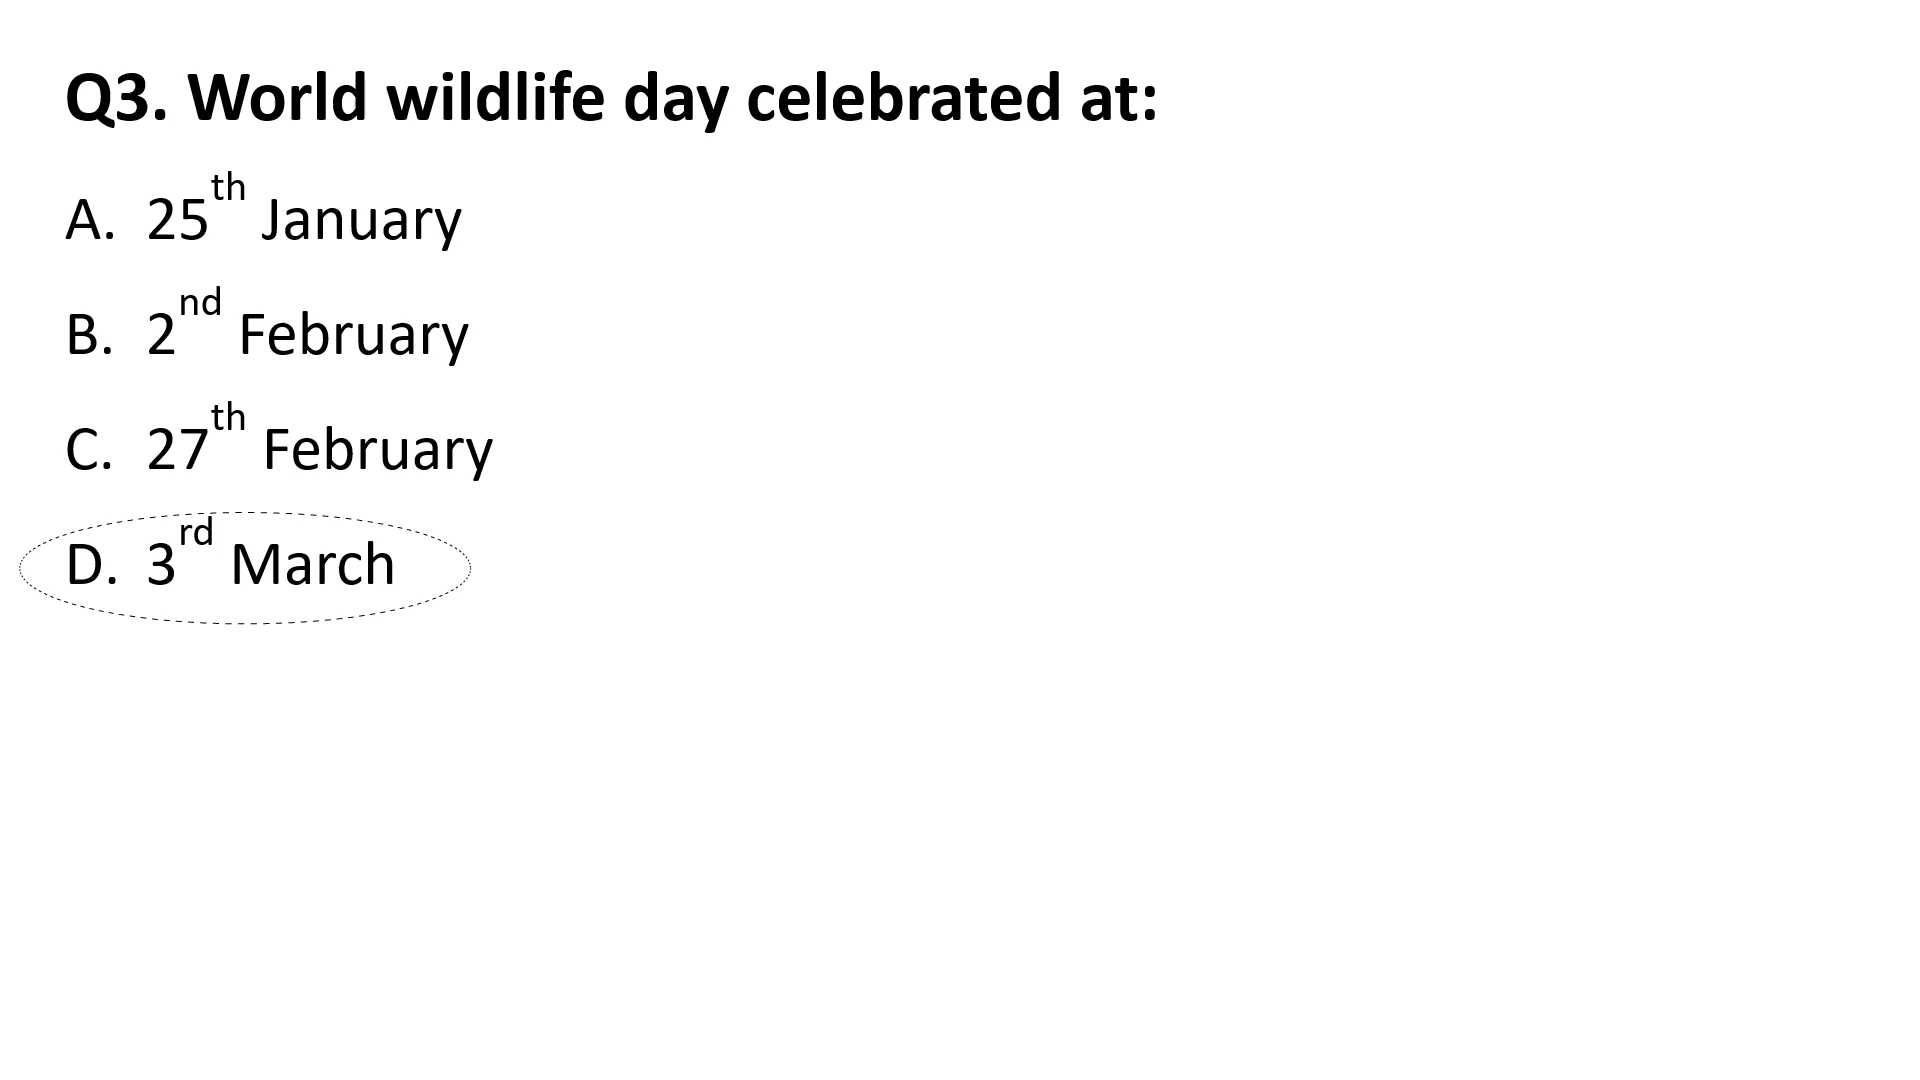 Q3. World wildlife day celebrated at:
A. 25th January
B. 2nd February
C. 27th February
D. 3rd March